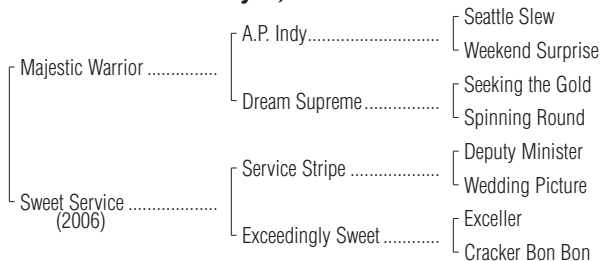 Majestic Warrior ...............
Sweet Service ...................
(2006)
A.P. Indy............................
Dream Supreme................
Service Stripe ...................
Exceedingly Sweet............
Seattle Slew
Weekend Surprise
Seeking the Gold
Spinning Round
Deputy Minister
Wedding Picture
Exceller
Cracker Bon Bon